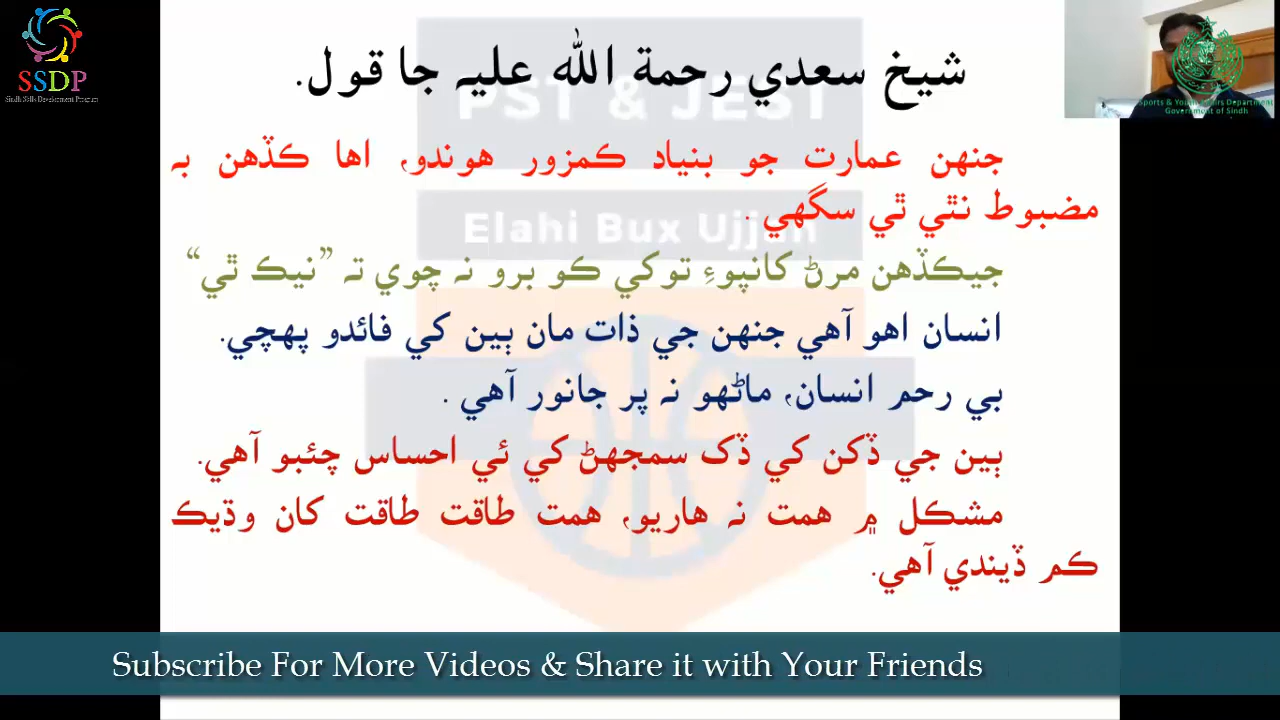 SSDP
Sindh Skills Development Program
Sports & Youth Affairs Department
Government of Sindh
شيخ سعدي رحمة الله عليہ جا قول.
PST & JEST
جنهن عمارت جو بنياد ڪمزور هوندو، اها ڪڏهن بہ
مضبوط نٿي ٿي سگهي .
Elahi Bux Ujjan
جيڪڏهن مرڻ کانپوءِ توکي ڪو برو نہ چوي تہ ”نيڪ ٿي“
انسان اهو آهي جنهن جي ذات مان ٻين کي فائدو پهچي.
بي رحم انسان، ماڻهو نہ پر جانور آهي .
ٻين جي ڏکن کي ڏک سمجهڻ کي ئي احساس چئبو آهي.
مشڪل ۾ همت نہ هاريو، همت طاقت طاقت کان وڌيڪ
ڪم ڏيندي آهي.
Subscribe For More Videos & Share it with Your Friends